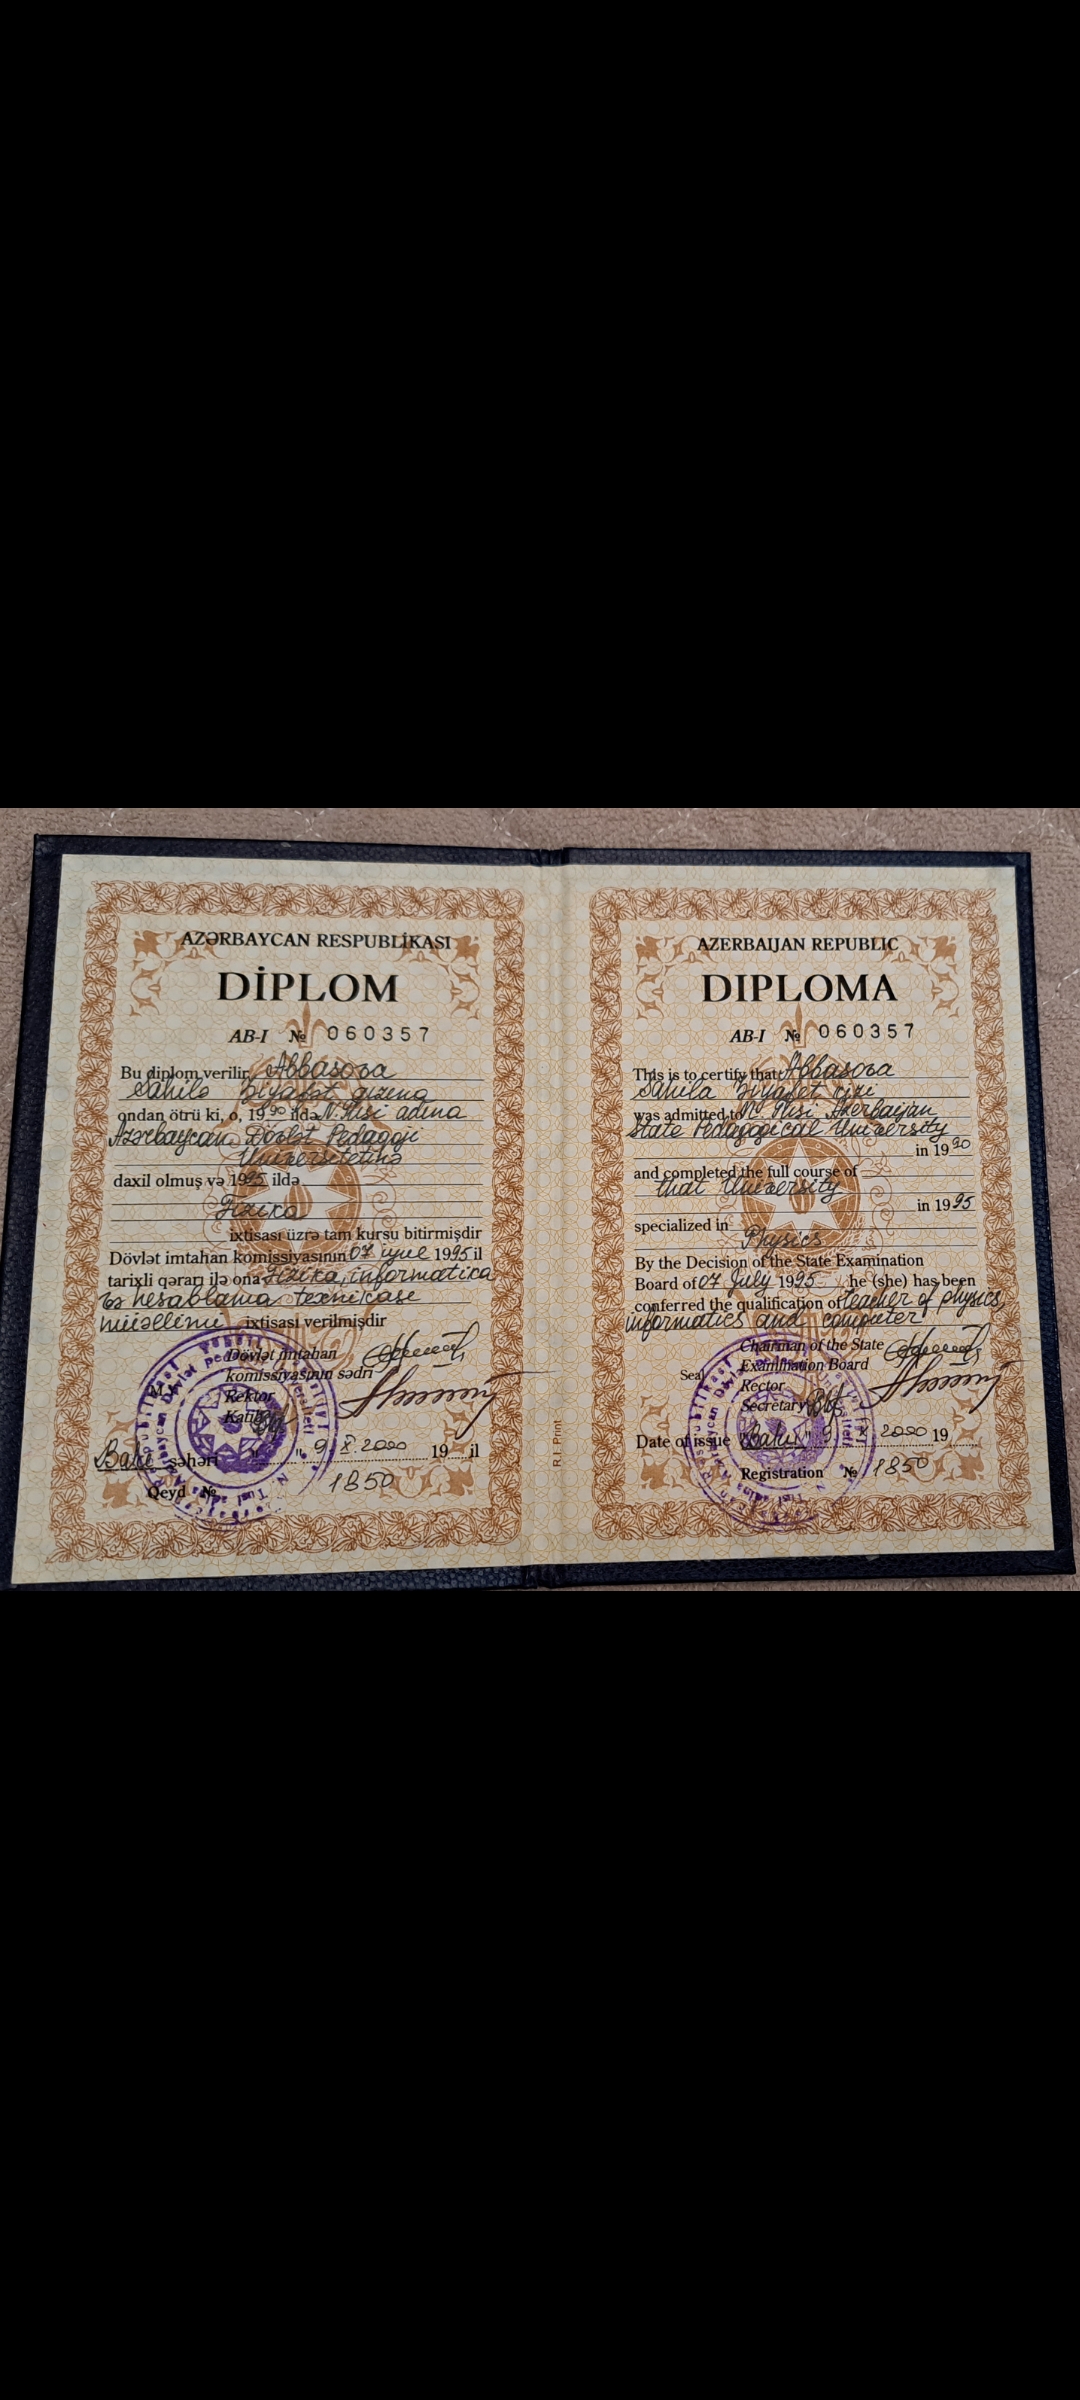 AZƏRBAYCAN RESPUBLİKASI
DİPLOM
AB-I № 060357
Bu diplom verilir Abbasova
Sahilə Ziyafət qızına
ondan ötrü ki, o, 1990 ildə N. Tusi adına
Azərbaycan Dövlət Pedagoji
Universitetinə
daxil olmuş və 1995 ildə
Fizika
ixtisası üzrə tam kursu bitirmişdir
Dövlət imtahan komissiyasının 07 iyul 1995 il
tarixli qərarı ilə ona Fizika, informatika
və hesablama texnikası
müəllimi ixtisası verilmişdir
Dövlət imtahan
komissiyasının sədri
M.Y.
Rektor
Katib
Bakı şəhəri " " 9 X. 2000 19 il
Qeyd № 1850
R.I. Print
AZERBAIJAN REPUBLIC
DIPLOMA
AB-I № 060357
This is to certify that Abbasova
Sahila Ziyafet qizi
was admitted to N. Tusi Azerbaijan
State Pedagogical University
in 1990
and completed the full course of
that University
in 1995
specialized in
Physics
By the Decision of the State Examination
Board of 07 July 1995 he (she) has been
conferred the qualification of teacher of physics,
informatics and computer
Chairman of the State
Seal Examination Board
Rector
Secretary
Date of issue "Bakı" 9 X 2000 19
Registration № 1850